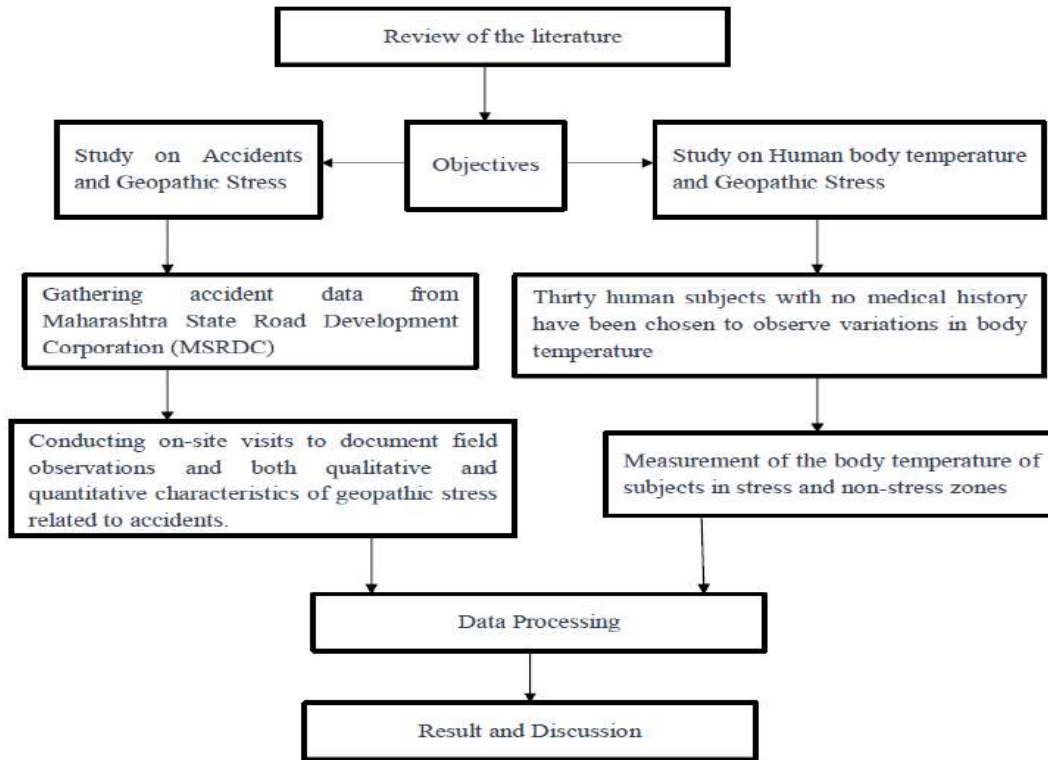 Review of the literature
Study on Accidents
and Geopathic Stress
Objectives
Study on Human body temperature
and Geopathic Stress
Gathering accident data from
Maharashtra State Road Development
Corporation (MSRDC)
Thirty human subjects with no medical history
have been chosen to observe variations in body
temperature
Conducting on-site visits to document field
observations and both qualitative and
quantitative characteristics of geopathic stress
related to accidents.
Measurement of the body temperature of
subjects in stress and non-stress zones
Data Processing
Result and Discussion